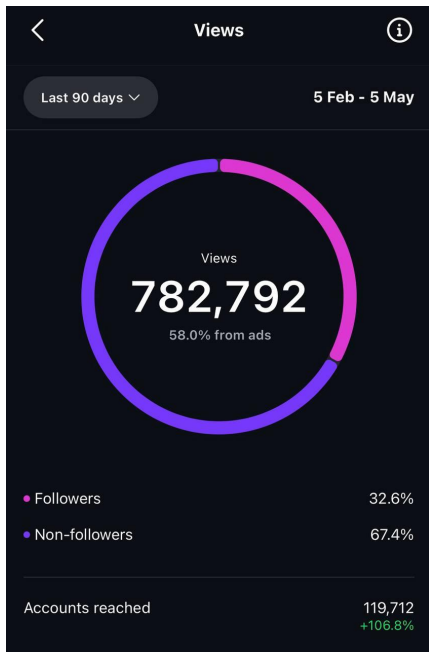 Views
Last 90 days
5 Feb - 5 May
Views
782,792
58.0% from ads
Followers
32.6%
Non-followers
67.4%
Accounts reached
119,712
+106.8%